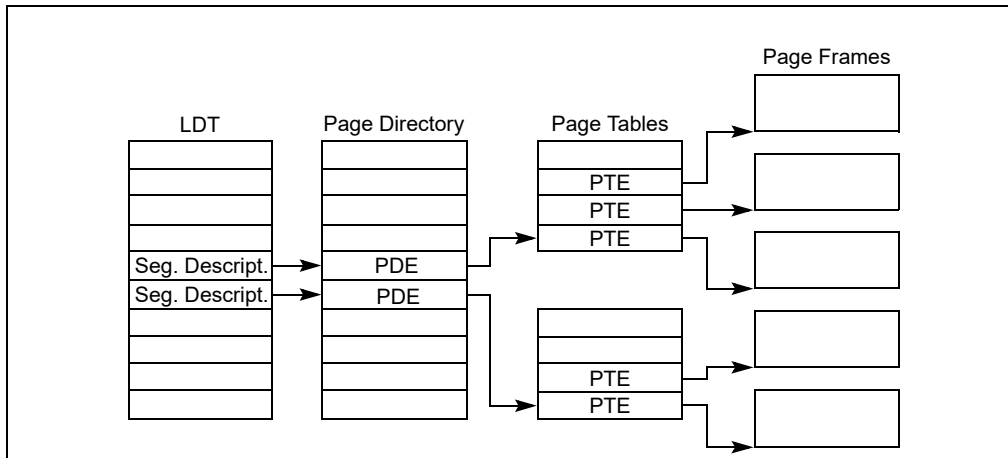 Page Frames
LDT
Page Directory
Page Tables
PTE
PTE
PTE
Seg. Descript.
PDE
Seg. Descript.
PDE
PTE
PTE